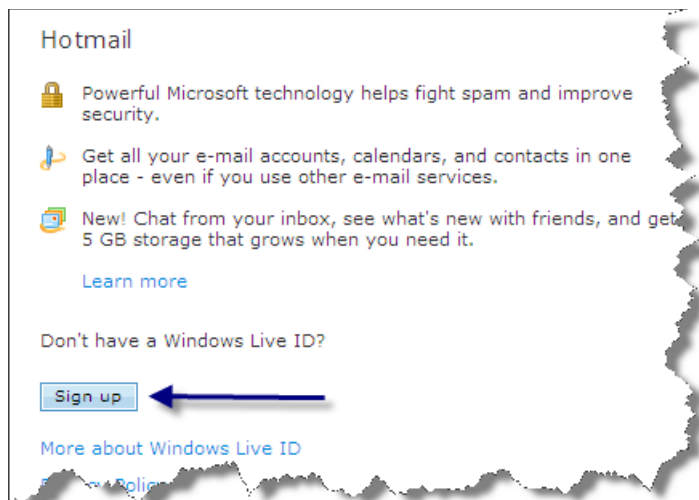 Hotmail
Powerful Microsoft technology helps fight spam and improve
security.
Get all your e-mail accounts, calendars, and contacts in one
place - even if you use other e-mail services.
New! Chat from your inbox, see what's new with friends, and get
5 GB storage that grows when you need it.
Learn more
Don't have a Windows Live ID?
Sign up
More about Windows Live ID